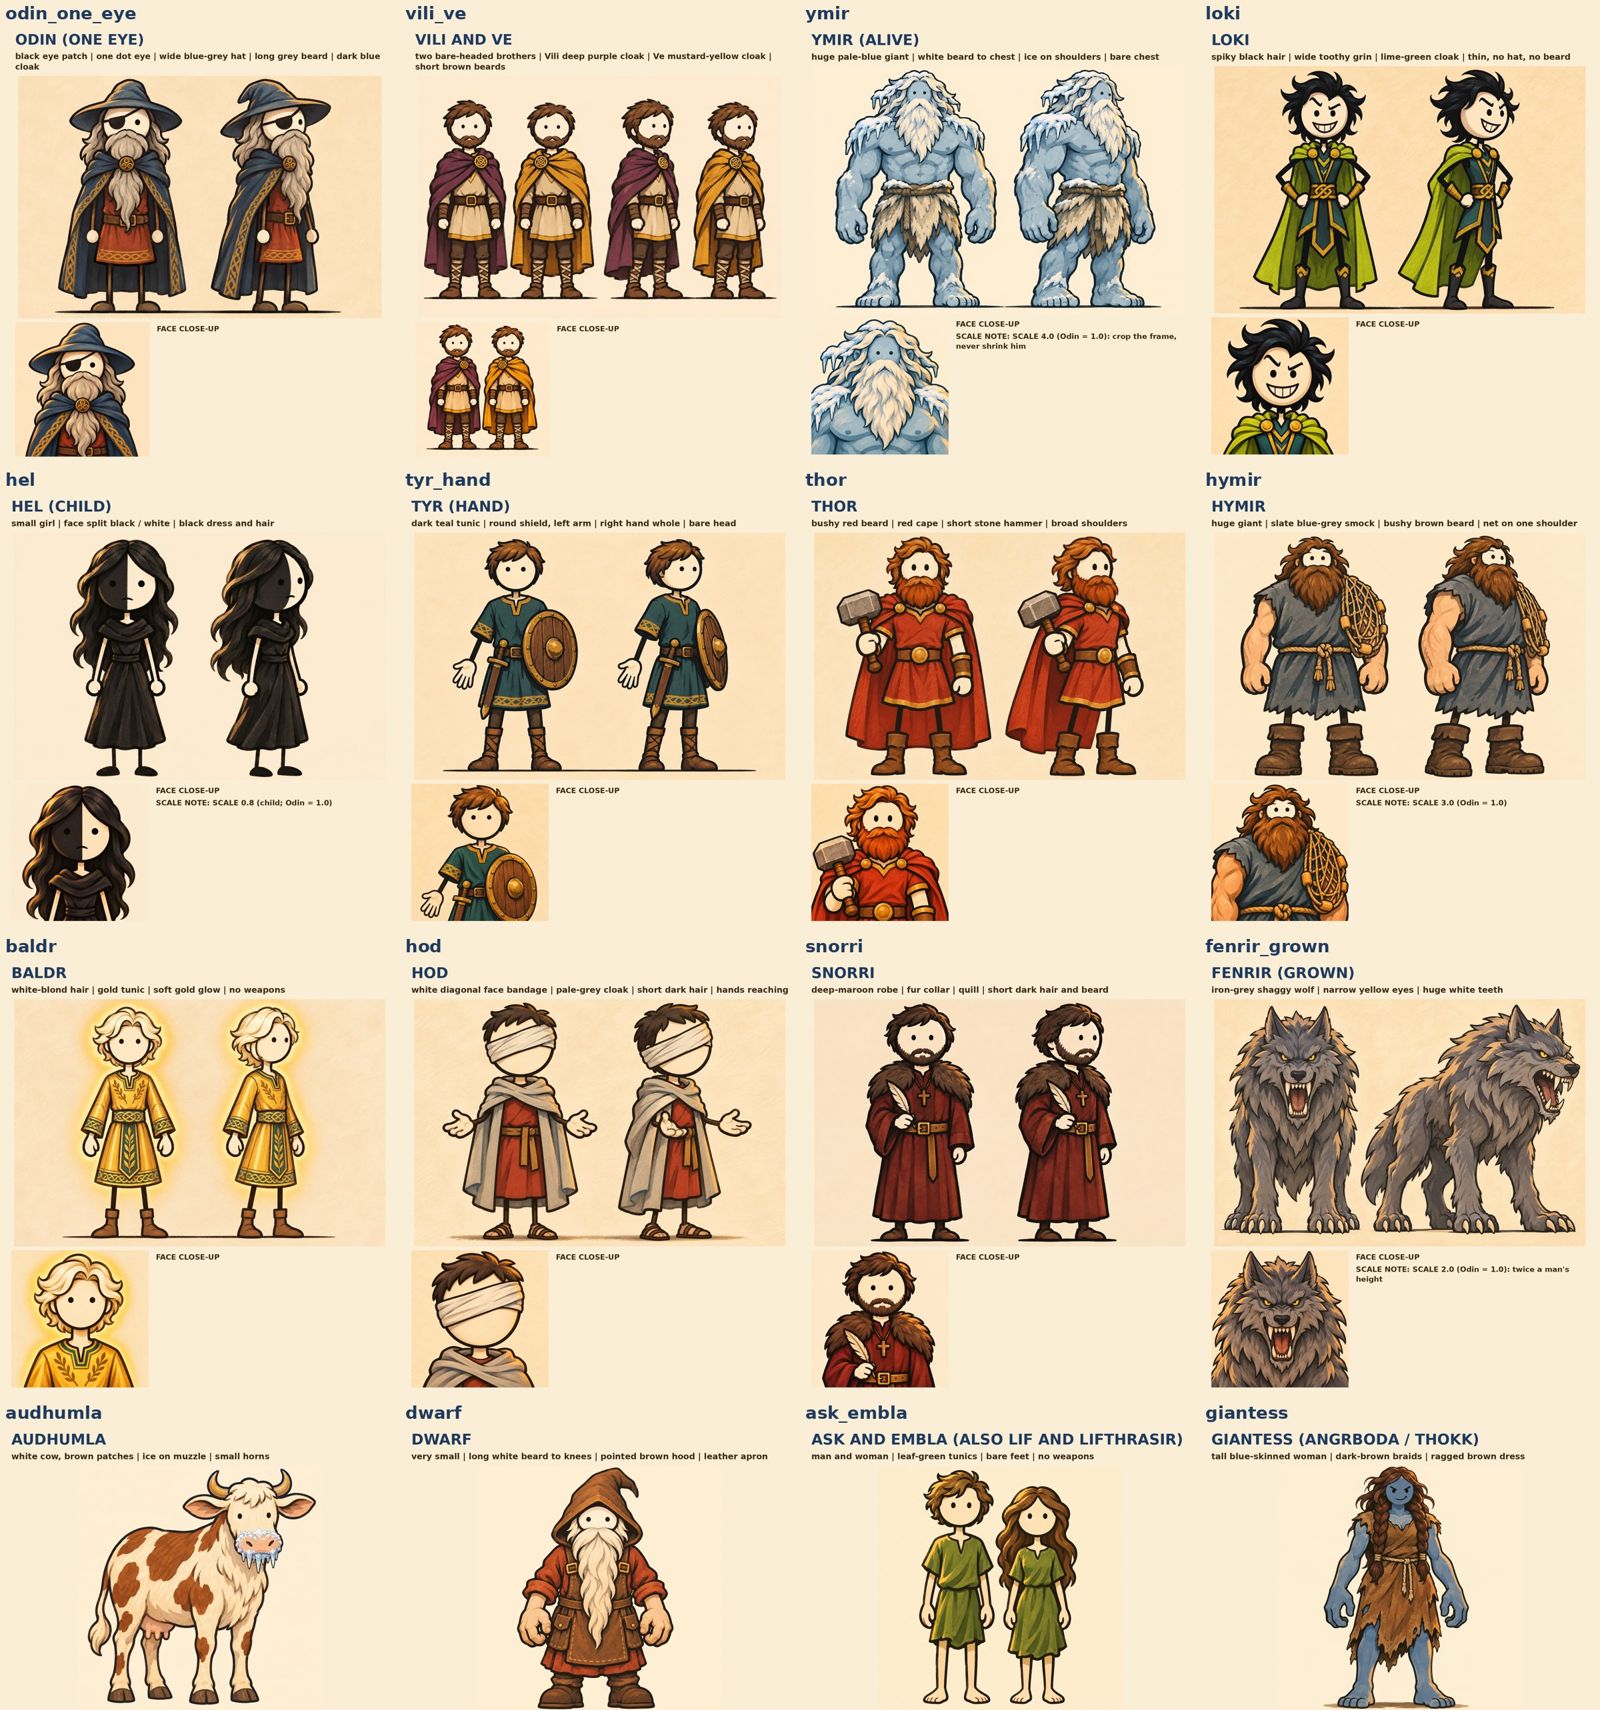 odin_one_eye
ODIN (ONE EYE)
black eye patch | one dot eye | wide blue-grey hat | long grey beard | dark blue
cloak
FACE CLOSE-UP
vili_ve
VILI AND VE
two bare-headed brothers | Vili deep purple cloak | Ve mustard-yellow cloak |
short brown beards
FACE CLOSE-UP
ymir
YMIR (ALIVE)
huge pale-blue giant | white beard to chest | ice on shoulders | bare chest
FACE CLOSE-UP
SCALE NOTE: SCALE 4.0 (Odin = 1.0): crop the frame,
never shrink him
loki
LOKI
spiky black hair | wide toothy grin | lime-green cloak | thin, no hat, no beard
FACE CLOSE-UP
hel
HEL (CHILD)
small girl | face split black / white | black dress and hair
FACE CLOSE-UP
SCALE NOTE: SCALE 0.8 (child; Odin = 1.0)
tyr_hand
TYR (HAND)
dark teal tunic | round shield, left arm | right hand whole | bare head
FACE CLOSE-UP
thor
THOR
bushy red beard | red cape | short stone hammer | broad shoulders
FACE CLOSE-UP
hymir
HYMIR
huge giant | slate blue-grey smock | bushy brown beard | net on one shoulder
FACE CLOSE-UP
SCALE NOTE: SCALE 3.0 (Odin = 1.0)
baldr
BALDR
white-blond hair | gold tunic | soft gold glow | no weapons
FACE CLOSE-UP
hod
HOD
white diagonal face bandage | pale-grey cloak | short dark hair | hands reaching
FACE CLOSE-UP
snorri
SNORRI
deep-maroon robe | fur collar | quill | short dark hair and beard
FACE CLOSE-UP
fenrir_grown
FENRIR (GROWN)
iron-grey shaggy wolf | narrow yellow eyes | huge white teeth
FACE CLOSE-UP
SCALE NOTE: SCALE 2.0 (Odin = 1.0): twice a man's
height
audhumla
AUDHUMLA
white cow, brown patches | ice on muzzle | small horns
dwarf
DWARF
very small | long white beard to knees | pointed brown hood | leather apron
ask_embla
ASK AND EMBLA (ALSO LIF AND LIFTHRASIR)
man and woman | leaf-green tunics | bare feet | no weapons
giantess
GIANTESS (ANGRBODA / THOKK)
tall blue-skinned woman | dark-brown braids | ragged brown dress